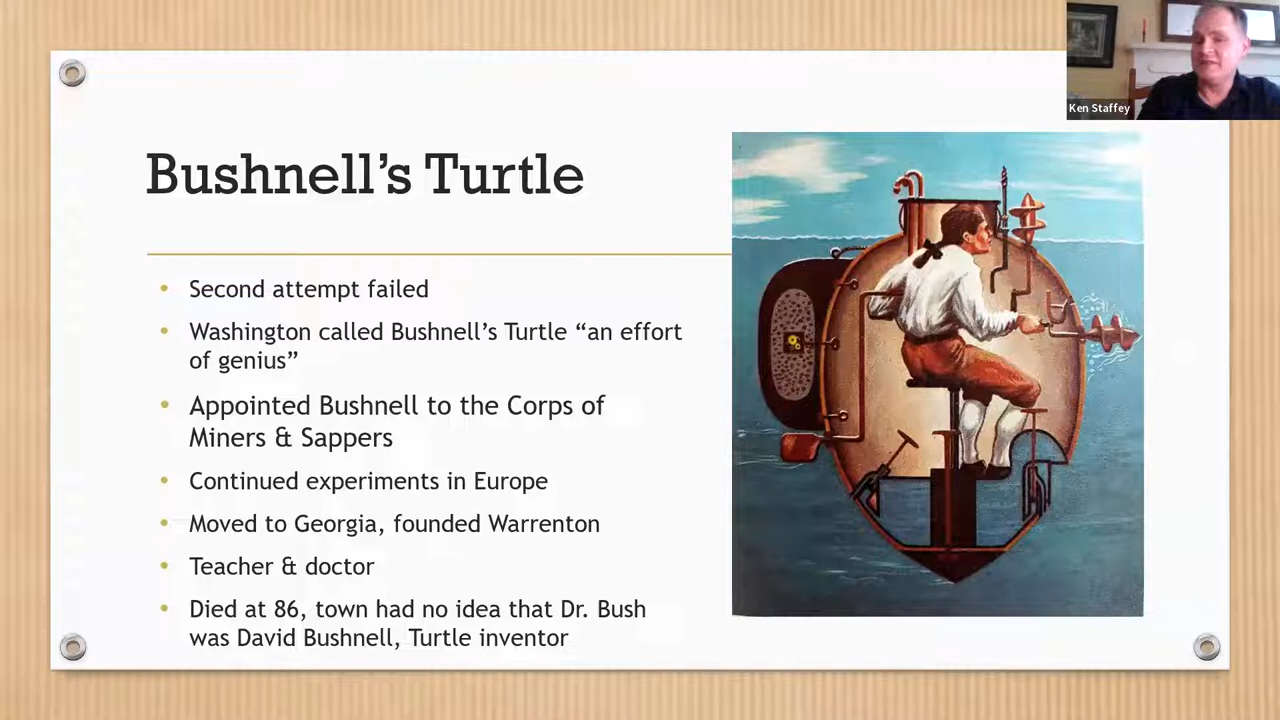 Ken Staffey
Bushnell’s Turtle
• Second attempt failed
• Washington called Bushnell’s Turtle “an effort
of genius”
• Appointed Bushnell to the Corps of
Miners & Sappers
• Continued experiments in Europe
• Moved to Georgia, founded Warrenton
• Teacher & doctor
• Died at 86, town had no idea that Dr. Bush
was David Bushnell, Turtle inventor